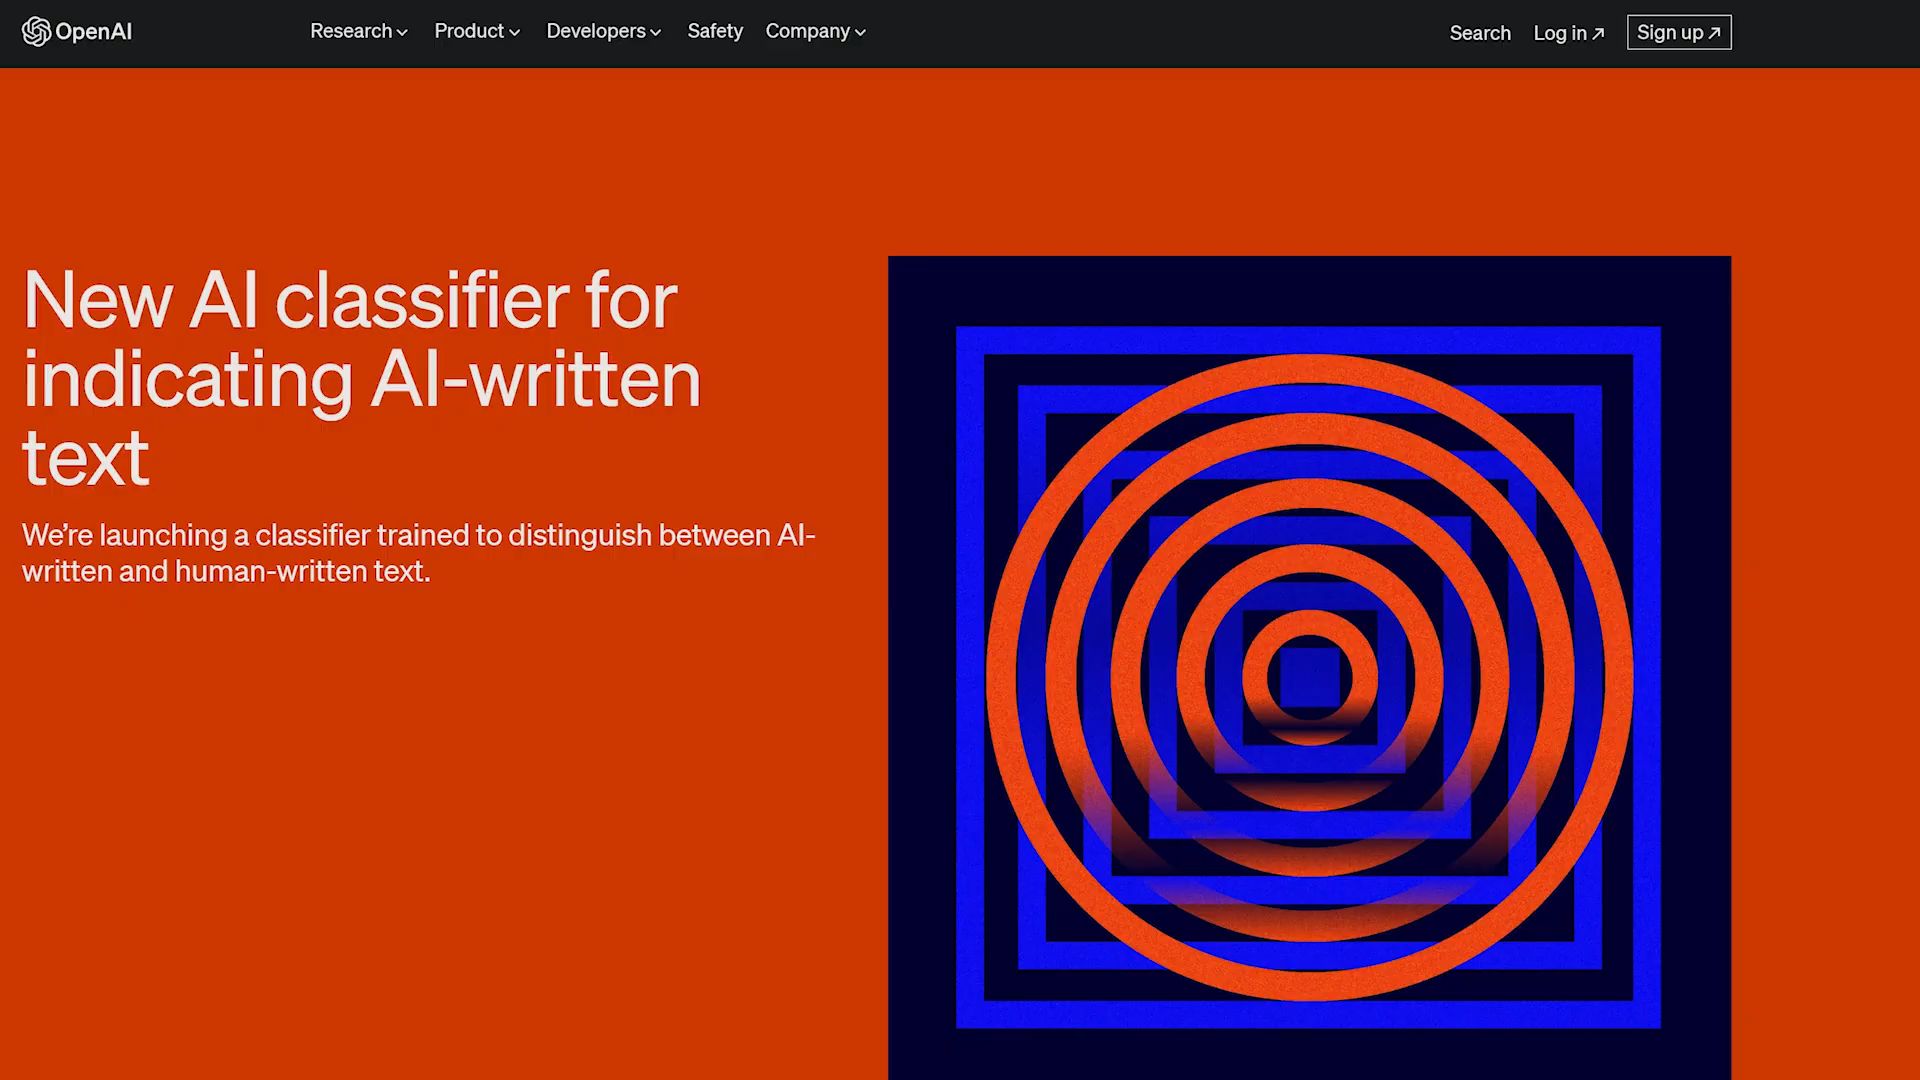 OpenAI
Research
Product
Developers
Safety
Company
Search
Log in
Sign up
New AI classifier for
indicating AI-written
text
We’re launching a classifier trained to distinguish between AI-
written and human-written text.